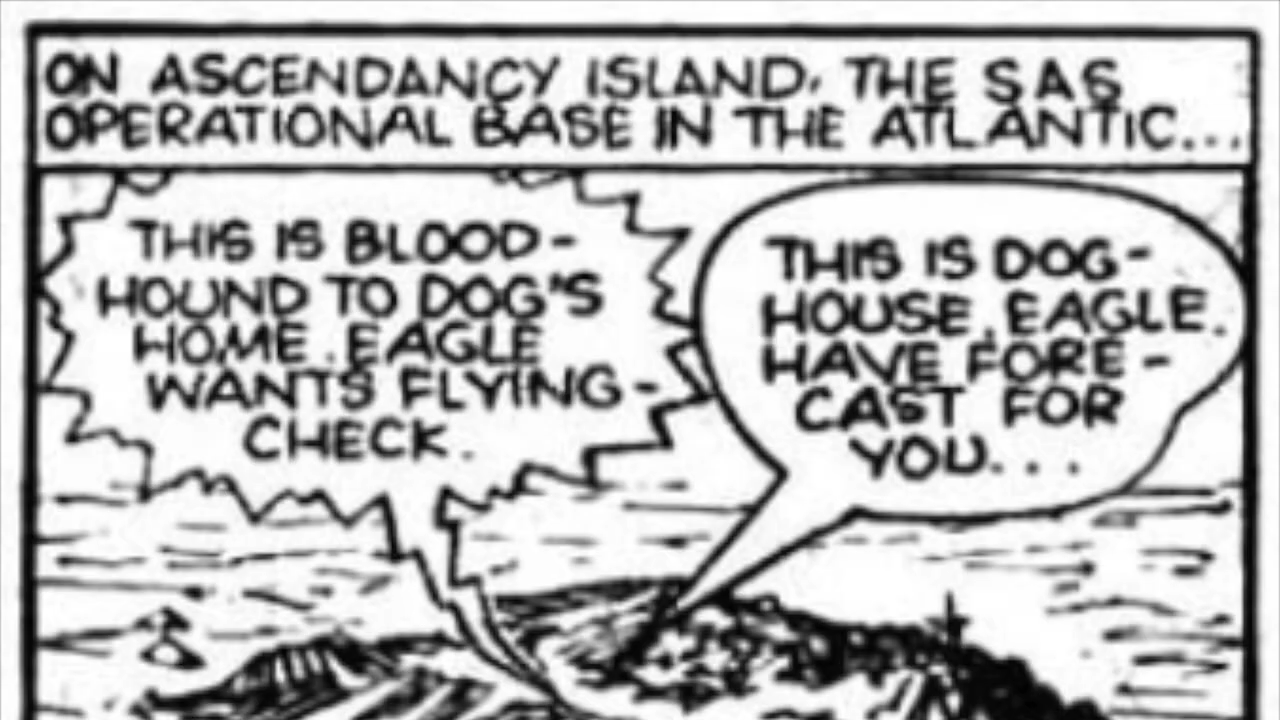 ON ASCENDANCY ISLAND, THE SAS
OPERATIONAL BASE IN THE ATLANTIC...
THIS IS BLOOD-
HOUND TO DOG'S
HOME. EAGLE
WANTS FLYING-
CHECK.
THIS IS DOG-
HOUSE, EAGLE.
HAVE FORE-
CAST FOR
YOU...